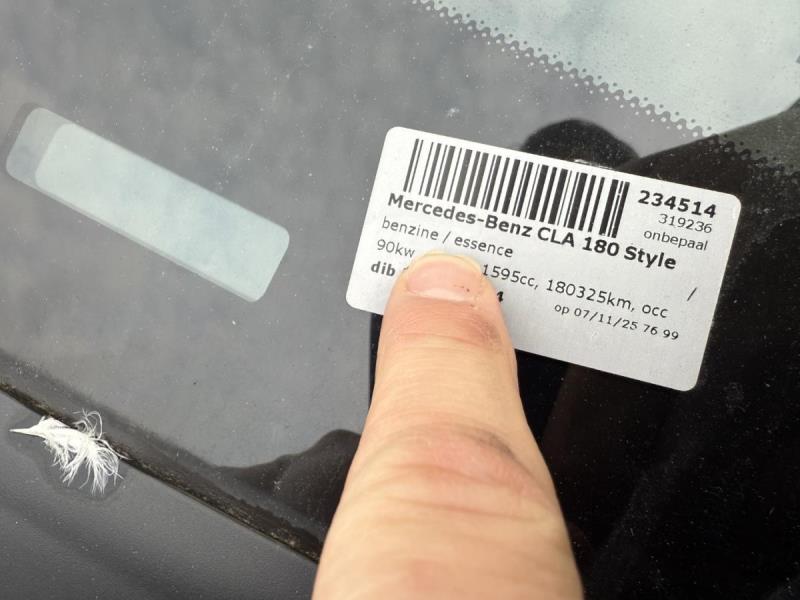 234514
319236
onbepaal
Mercedes-Benz CLA 180 Style
benzine / essence
90kw 1595cc, 180325km, occ /
dib 4
op 07/11/25 76 99